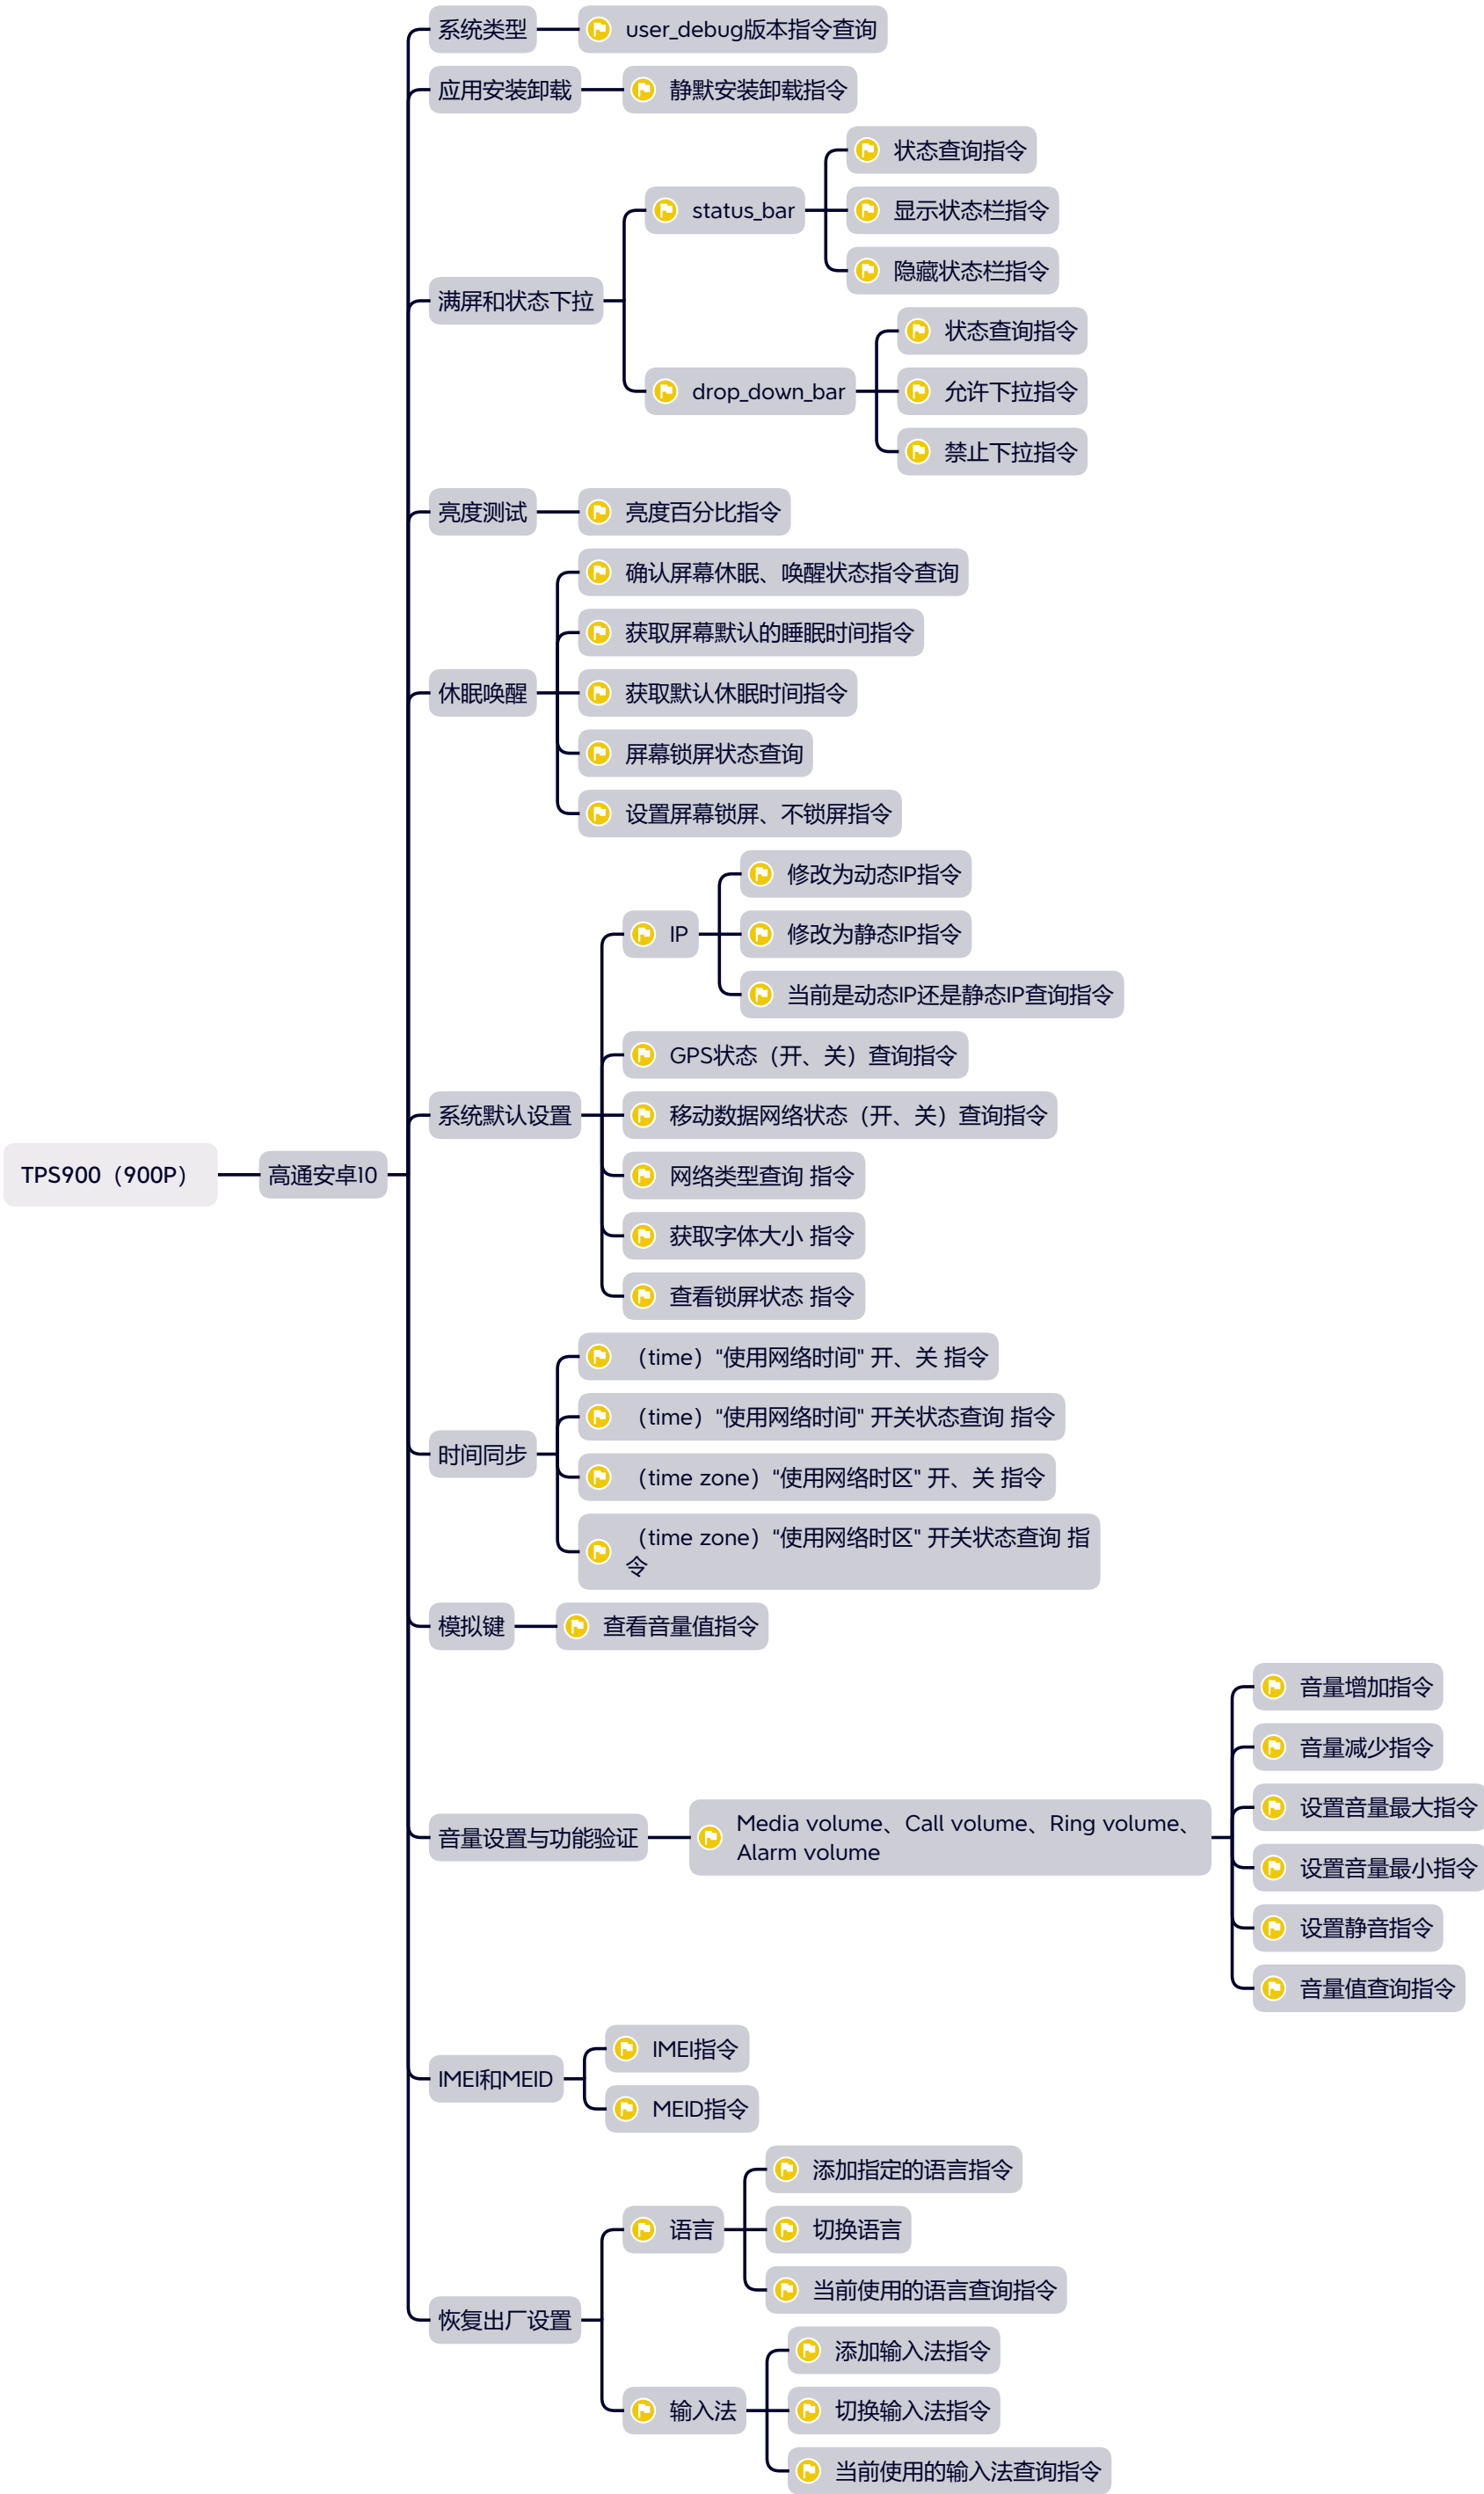 系统类型
user_debug版本指令查询
应用安装卸载
静默安装卸载指令
满屏和状态下拉
status_bar
状态查询指令
显示状态栏指令
隐藏状态栏指令
drop_down_bar
状态查询指令
允许下拉指令
禁止下拉指令
亮度测试
亮度百分比指令
休眠唤醒
确认屏幕休眠、唤醒状态指令查询
获取屏幕默认的睡眠时间指令
获取默认休眠时间指令
屏幕锁屏状态查询
设置屏幕锁屏、不锁屏指令
TPS900（900P）
高通安卓10
系统默认设置
IP
修改为动态IP指令
修改为静态IP指令
当前是动态IP还是静态IP查询指令
GPS状态（开、关）查询指令
移动数据网络状态（开、关）查询指令
网络类型查询 指令
获取字体大小 指令
查看锁屏状态 指令
时间同步
（time）"使用网络时间" 开、关 指令
（time）"使用网络时间" 开关状态查询 指令
（time zone）"使用网络时区" 开、关 指令
（time zone）"使用网络时区" 开关状态查询 指
令
模拟键
查看音量值指令
音量设置与功能验证
Media volume、Call volume、Ring volume、
Alarm volume
音量增加指令
音量减少指令
设置音量最大指令
设置音量最小指令
设置静音指令
音量值查询指令
IMEI和MEID
IMEI指令
MEID指令
恢复出厂设置
语言
添加指定的语言指令
切换语言
当前使用的语言查询指令
输入法
添加输入法指令
切换输入法指令
当前使用的输入法查询指令